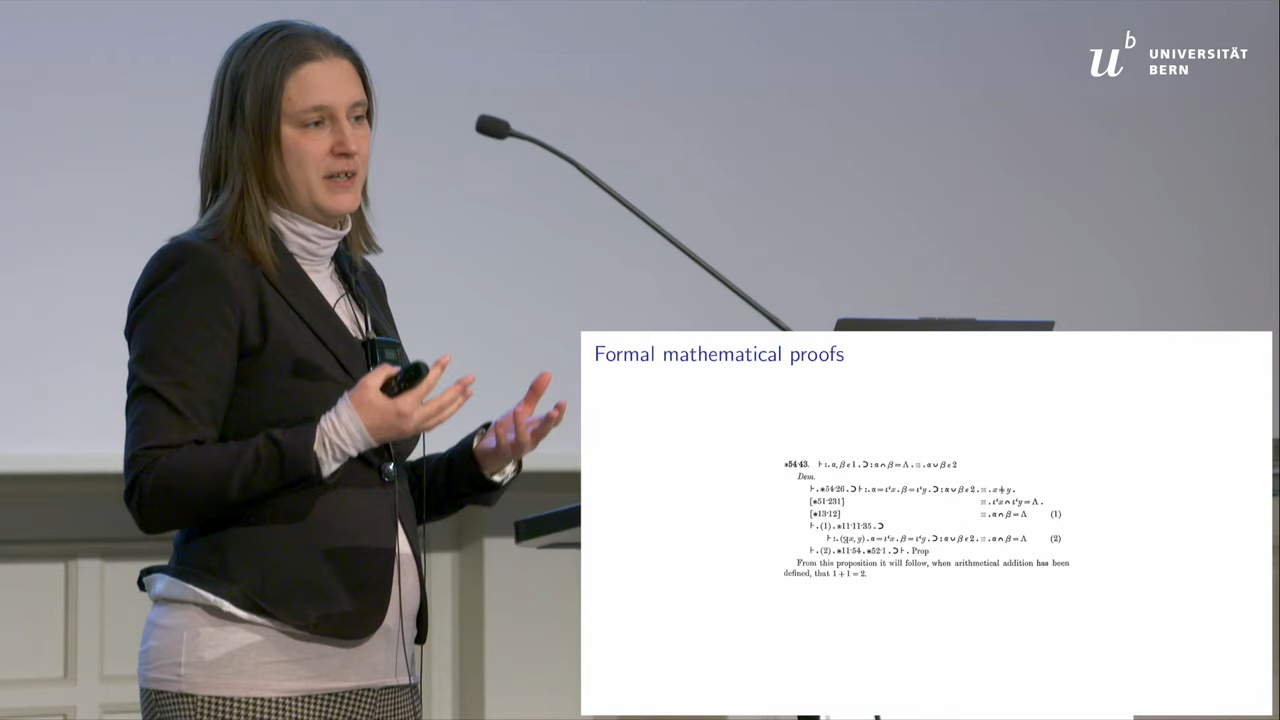 u^b UNIVERSITÄT
BERN
Formal mathematical proofs
*54·43. ⊢ :. α, β ε 1 . ⊃ : α ∩ β = Λ . ≡ . α ∪ β ε 2
Dem.
⊢ . *54·26 . ⊃ ⊢ :. α = ι‘x . β = ι‘y . ⊃ : α ∪ β ε 2 . ≡ . x ≠ y .
[*51·231] ≡ . ι‘x ∩ ι‘y = Λ .
[*13·12] ≡ . α ∩ β = Λ (1)
⊢ . (1) . *11·11·35 . ⊃
⊢ :. (∃x, y) . α = ι‘x . β = ι‘y . ⊃ : α ∪ β ε 2 . ≡ . α ∩ β = Λ (2)
⊢ . (2) . *11·54 . *52·1 . ⊃ ⊢ . Prop
From this proposition it will follow, when arithmetical addition has been
defined, that 1 + 1 = 2.